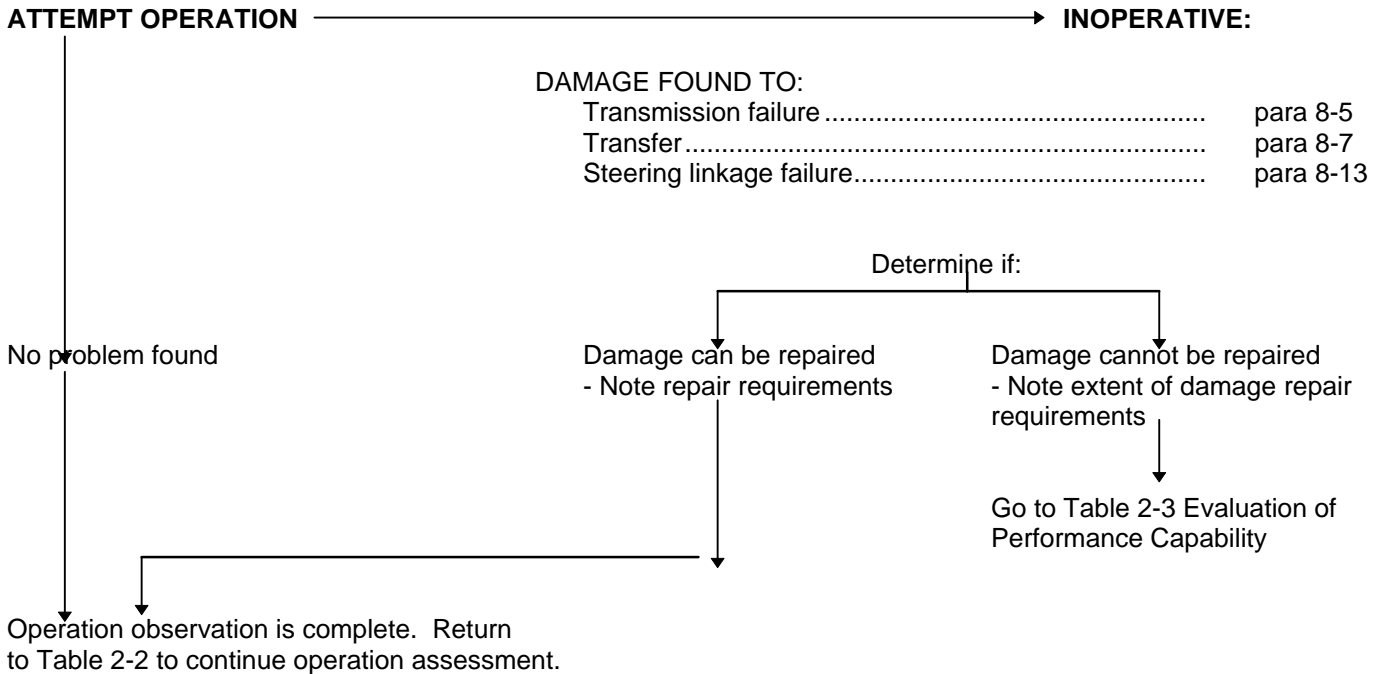 ATTEMPT OPERATION INOPERATIVE:
DAMAGE FOUND TO:
Transmission failure.................................................... para 8-5
Transfer....................................................................... para 8-7
Steering linkage failure................................................ para 8-13
Determine if:
No problem found Damage can be repaired Damage cannot be repaired
- Note repair requirements - Note extent of damage repair
requirements
Go to Table 2-3 Evaluation of
Performance Capability
Operation observation is complete. Return
to Table 2-2 to continue operation assessment.